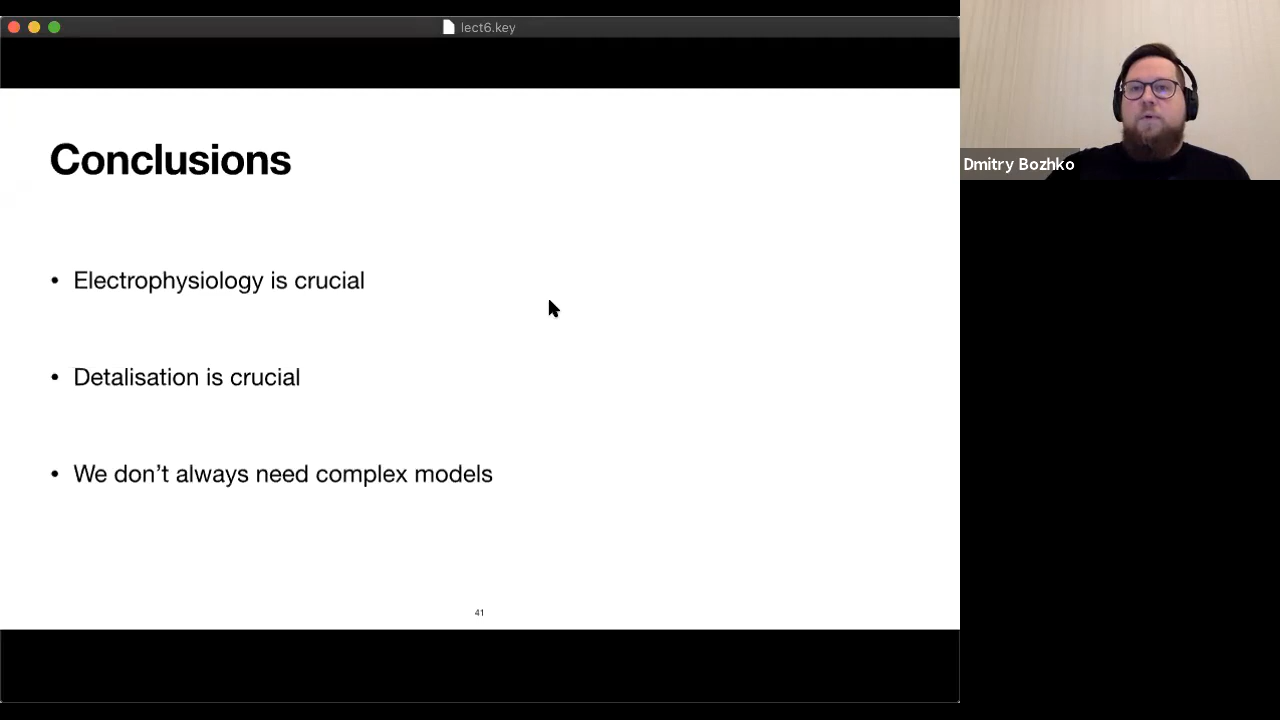 lect6.key
Conclusions
• Electrophysiology is crucial
• Detalisation is crucial
• We don’t always need complex models
41
Dmitry Bozhko